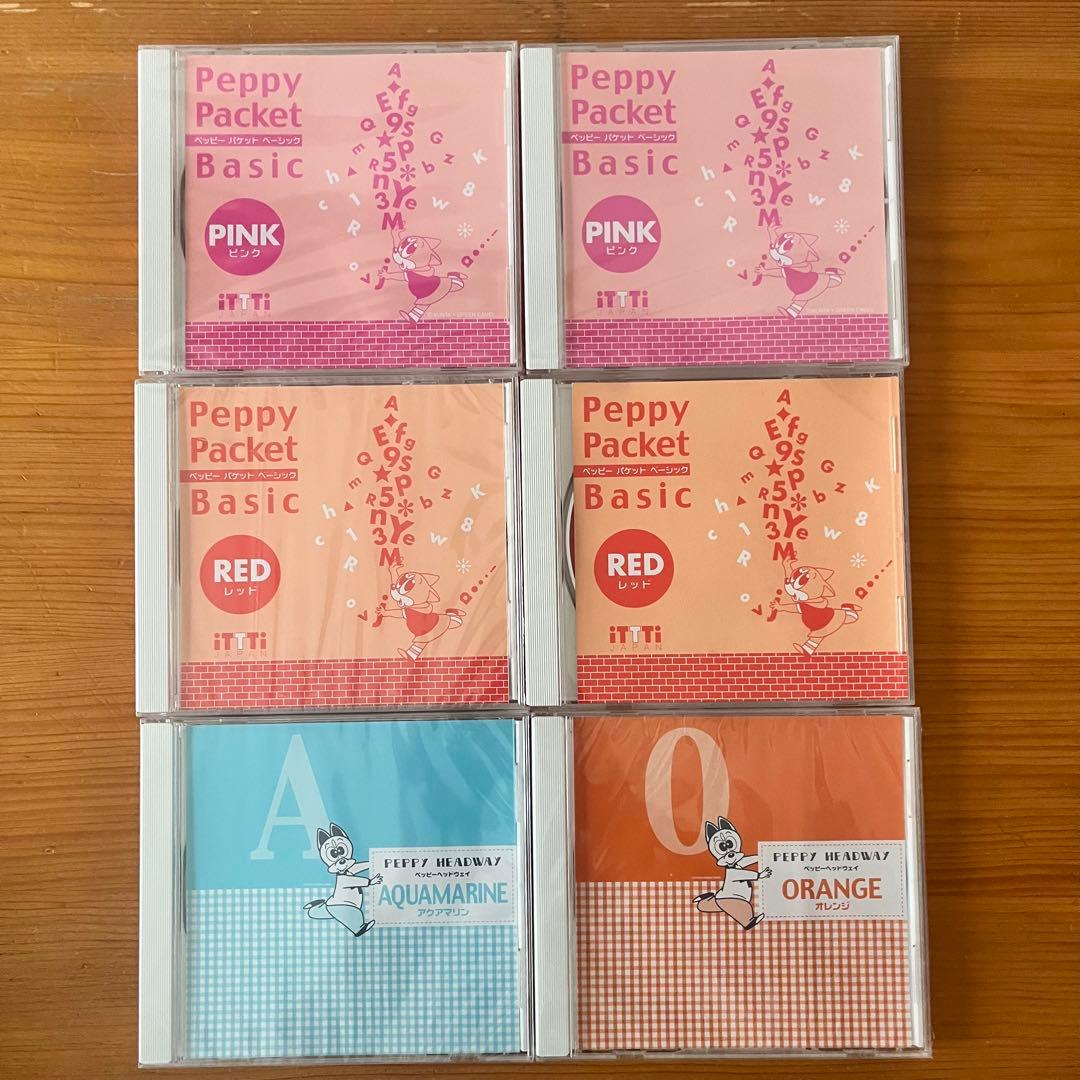 Peppy
Packet
ペッピー パケット ベーシック
Basic
PINK
ピンク
iTTTi
JAPAN
Peppy
Packet
ペッピー パケット ベーシック
Basic
PINK
ピンク
iTTTi
JAPAN
Peppy
Packet
ペッピー パケット ベーシック
Basic
RED
レッド
iTTTi
JAPAN
Peppy
Packet
ペッピー パケット ベーシック
Basic
RED
レッド
iTTTi
JAPAN
A
PEPPY HEADWAY
ペッピーヘッドウェイ
AQUAMARINE
アクアマリン
O
PEPPY HEADWAY
ペッピーヘッドウェイ
ORANGE
オレンジ